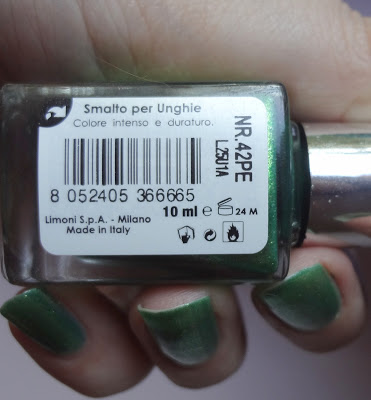 Smalto per Unghie
Colore intenso e duraturo.
8 052405 366665
10 ml e 24 M
Limoni S.p.A. - Milano
Made in Italy
NR.42PE
L.25U1A